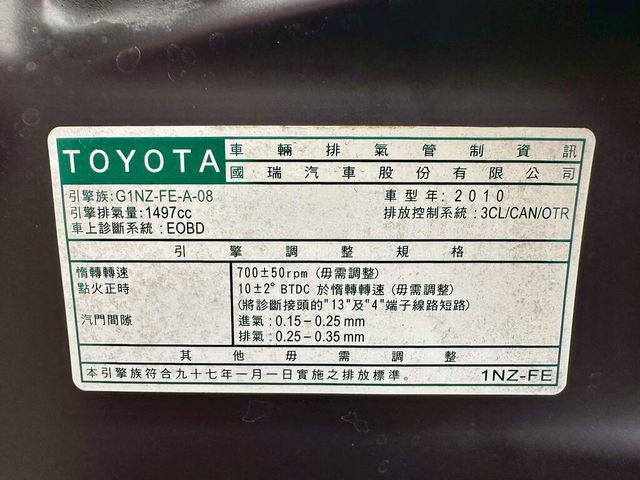 TOYOTA
車輛排氣管制資訊
國瑞汽車股份有限公司
引擎族:G1NZ-FE-A-08
車型年:2010
引擎排氣量:1497cc
排放控制系統:3CL/CAN/OTR
車上診斷系統:EOBD
引擎調整規格
惰轉轉速 700±50rpm (毋需調整)
點火正時 10±2° BTDC 於惰轉轉速 (毋需調整)
(將診斷接頭的"13"及"4"端子線路短路)
汽門間隙 進氣:0.15-0.25 mm
排氣:0.25-0.35 mm
其他毋需調整
本引擎族符合九十七年一月一日實施之排放標準。 1NZ-FE